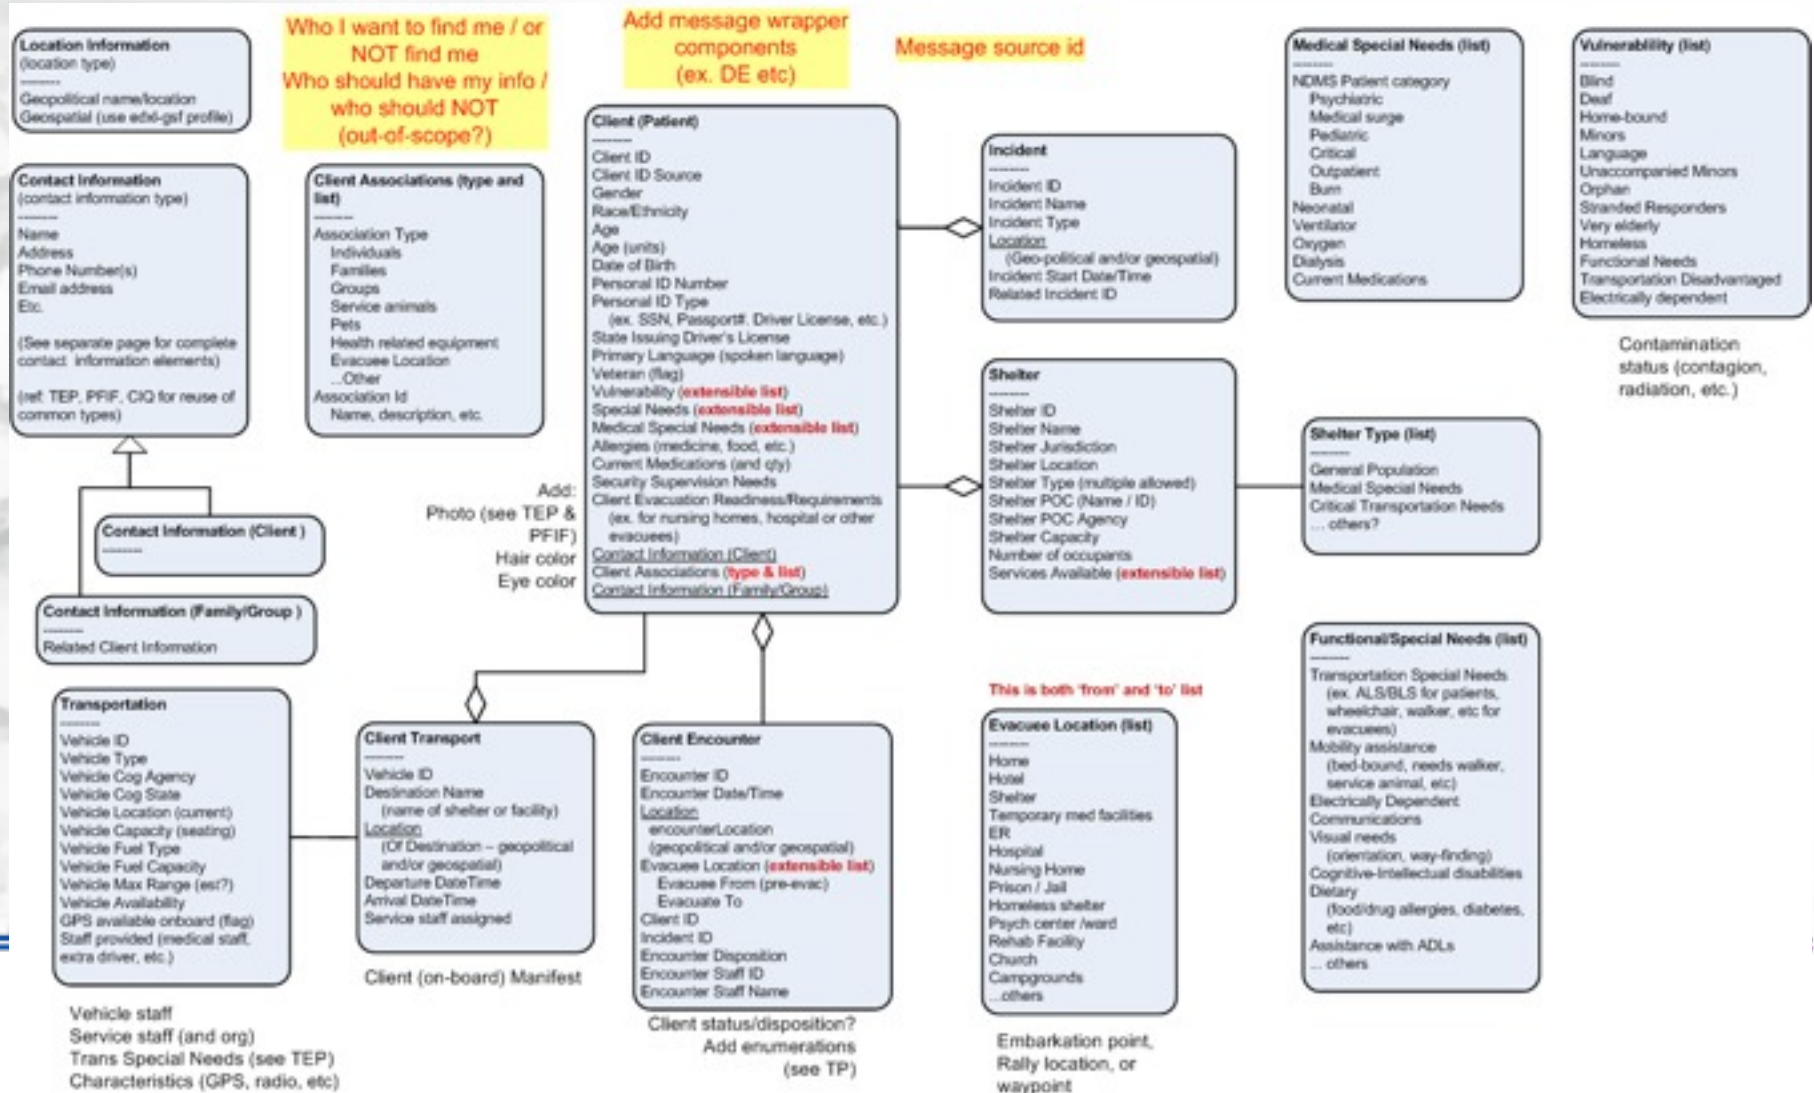 Location Information
(location type)
--------
Geopolitical name/location
Geospatial (use edxl-gsf profile)
Who I want to find me / or
NOT find me
Who should have my info /
who should NOT
(out-of-scope?)
Add message wrapper
components
(ex. DE etc)
Message source id
Contact Information
(contact information type)
--------
Name
Address
Phone Number(s)
Email address
Etc.
(See separate page for complete
contact information elements)
(ref: TEP, PFIF, CIQ for reuse of
common types)
Client Associations (type and
list)
--------
Association Type
Individuals
Families
Groups
Service animals
Pets
Health related equipment
Evacuee Location
...Other
Association Id
Name, description, etc.
Contact Information (Client )
--------
Contact Information (Family/Group )
--------
Related Client Information
Add:
Photo (see TEP &
PFIF)
Hair color
Eye color
Client (Patient)
--------
Client ID
Client ID Source
Gender
Race/Ethnicity
Age
Age (units)
Date of Birth
Personal ID Number
Personal ID Type
(ex. SSN, Passport#. Driver License, etc.)
State Issuing Driver's License
Primary Language (spoken language)
Veteran (flag)
Vulnerability (extensible list)
Special Needs (extensible list)
Medical Special Needs (extensible list)
Allergies (medicine, food, etc.)
Current Medications (and qty)
Security Supervision Needs
Client Evacuation Readiness/Requirements
(ex. for nursing homes, hospital or other
evacuees)
Contact Information (Client)
Client Associations (type & list)
Contact Information (Family/Group)
Incident
--------
Incident ID
Incident Name
Incident Type
Location
(Geo-political and/or geospatial)
Incident Start Date/Time
Related Incident ID
Shelter
--------
Shelter ID
Shelter Name
Shelter Jurisdiction
Shelter Location
Shelter Type (multiple allowed)
Shelter POC (Name / ID)
Shelter POC Agency
Shelter Capacity
Number of occupants
Services Available (extensible list)
Medical Special Needs (list)
--------
NDMS Patient category
Psychiatric
Medical surge
Pediatric
Critical
Outpatient
Burn
Neonatal
Ventilator
Oxygen
Dialysis
Current Medications
Vulnerablility (list)
--------
Blind
Deaf
Home-bound
Minors
Language
Unaccompanied Minors
Orphan
Stranded Responders
Very elderly
Homeless
Functional Needs
Transportation Disadvantaged
Electrically dependent
Contamination
status (contagion,
radiation, etc.)
Shelter Type (list)
--------
General Population
Medical Special Needs
Critical Transportation Needs
... others?
Functional/Special Needs (list)
--------
Transportation Special Needs
(ex. ALS/BLS for patients,
wheelchair, walker, etc for
evacuees)
Mobility assistance
(bed-bound, needs walker,
service animal, etc)
Electrically Dependent
Communications
Visual needs
(orientation, way-finding)
Cognitive-Intellectual disabilities
Dietary
(food/drug allergies, diabetes,
etc)
Assistance with ADLs
... others
Transportation
--------
Vehicle ID
Vehicle Type
Vehicle Cog Agency
Vehicle Cog State
Vehicle Location (current)
Vehicle Capacity (seating)
Vehicle Fuel Type
Vehicle Fuel Capacity
Vehicle Max Range (est?)
Vehicle Availability
GPS available onboard (flag)
Staff provided (medical staff,
extra driver, etc.)
Vehicle staff
Service staff (and org)
Trans Special Needs (see TEP)
Characteristics (GPS, radio, etc)
Client Transport
--------
Vehicle ID
Destination Name
(name of shelter or facility)
Location
(Of Destination – geopolitical
and/or geospatial)
Departure DateTime
Arrival DateTime
Service staff assigned
Client (on-board) Manifest
Client Encounter
--------
Encounter ID
Encounter Date/Time
Location
encounterLocation
(geopolitical and/or geospatial)
Evacuee Location (extensible list)
Evacuee From (pre-evac)
Evacuate To
Client ID
Incident ID
Encounter Disposition
Encounter Staff ID
Encounter Staff Name
Client status/disposition?
Add enumerations
(see TP)
This is both 'from' and 'to' list
Evacuee Location (list)
--------
Home
Hotel
Shelter
Temporary med facilities
ER
Hospital
Nursing Home
Prison / Jail
Homeless shelter
Psych center /ward
Rehab Facility
Church
Campgrounds
...others
Embarkation point,
Rally location, or
waypoint